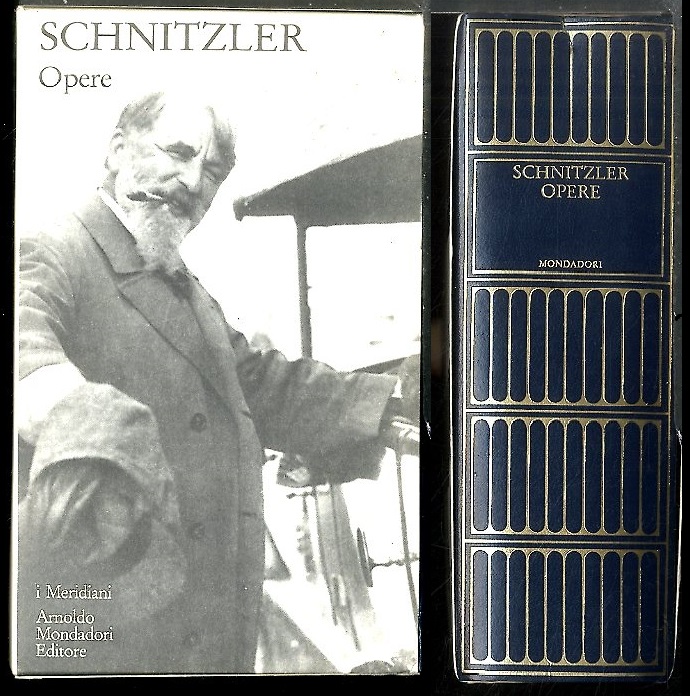 SCHNITZLER
Opere
i Meridiani
Arnoldo
Mondadori
Editore
SCHNITZLER
OPERE
MONDADORI